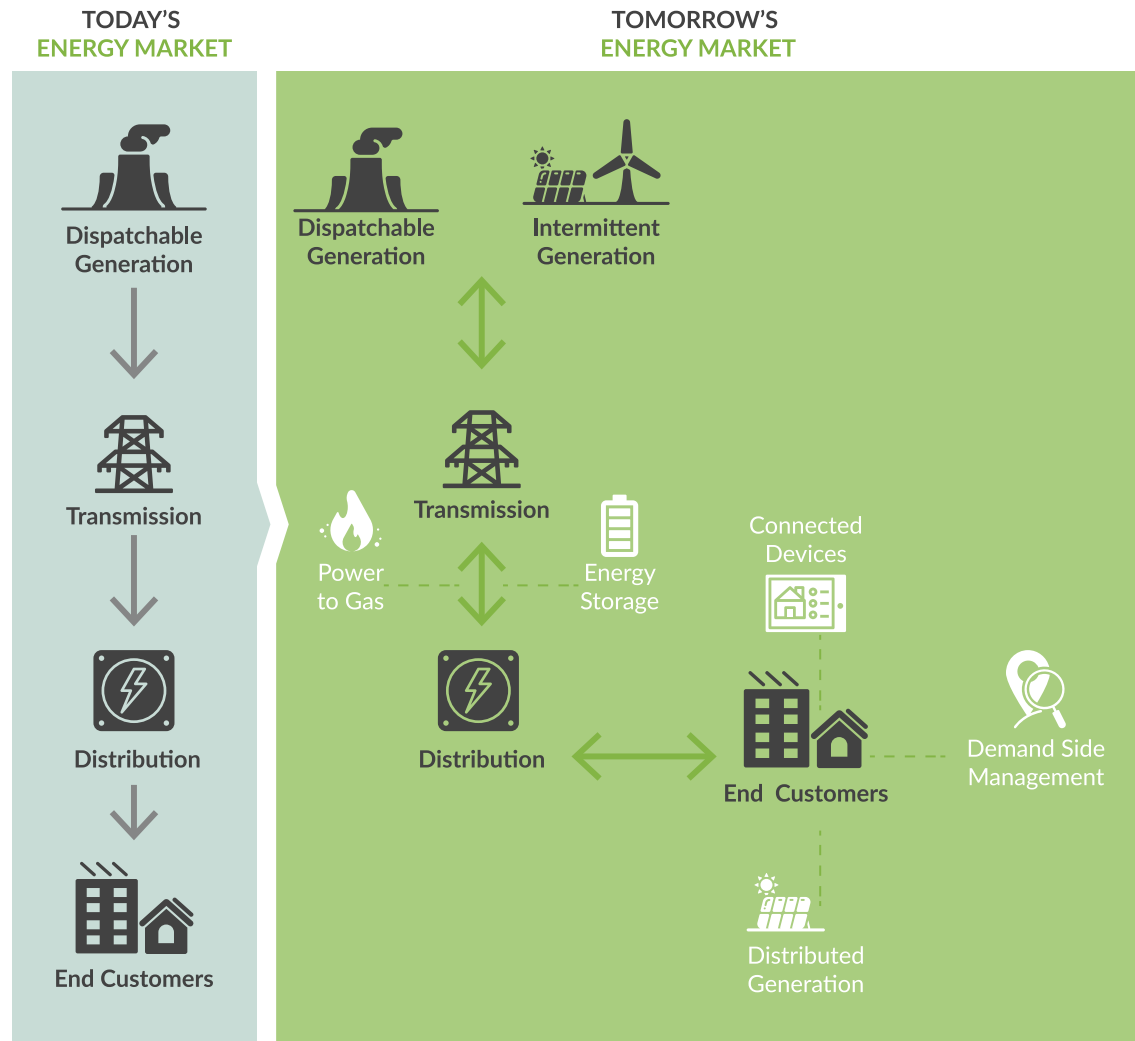 TODAY'S
ENERGY MARKET
Dispatchable
Generation
Transmission
Distribution
End Customers
TOMORROW'S
ENERGY MARKET
Dispatchable
Generation
Intermittent
Generation
Transmission
Power
to Gas
Energy
Storage
Connected
Devices
Distribution
End Customers
Demand Side
Management
Distributed
Generation